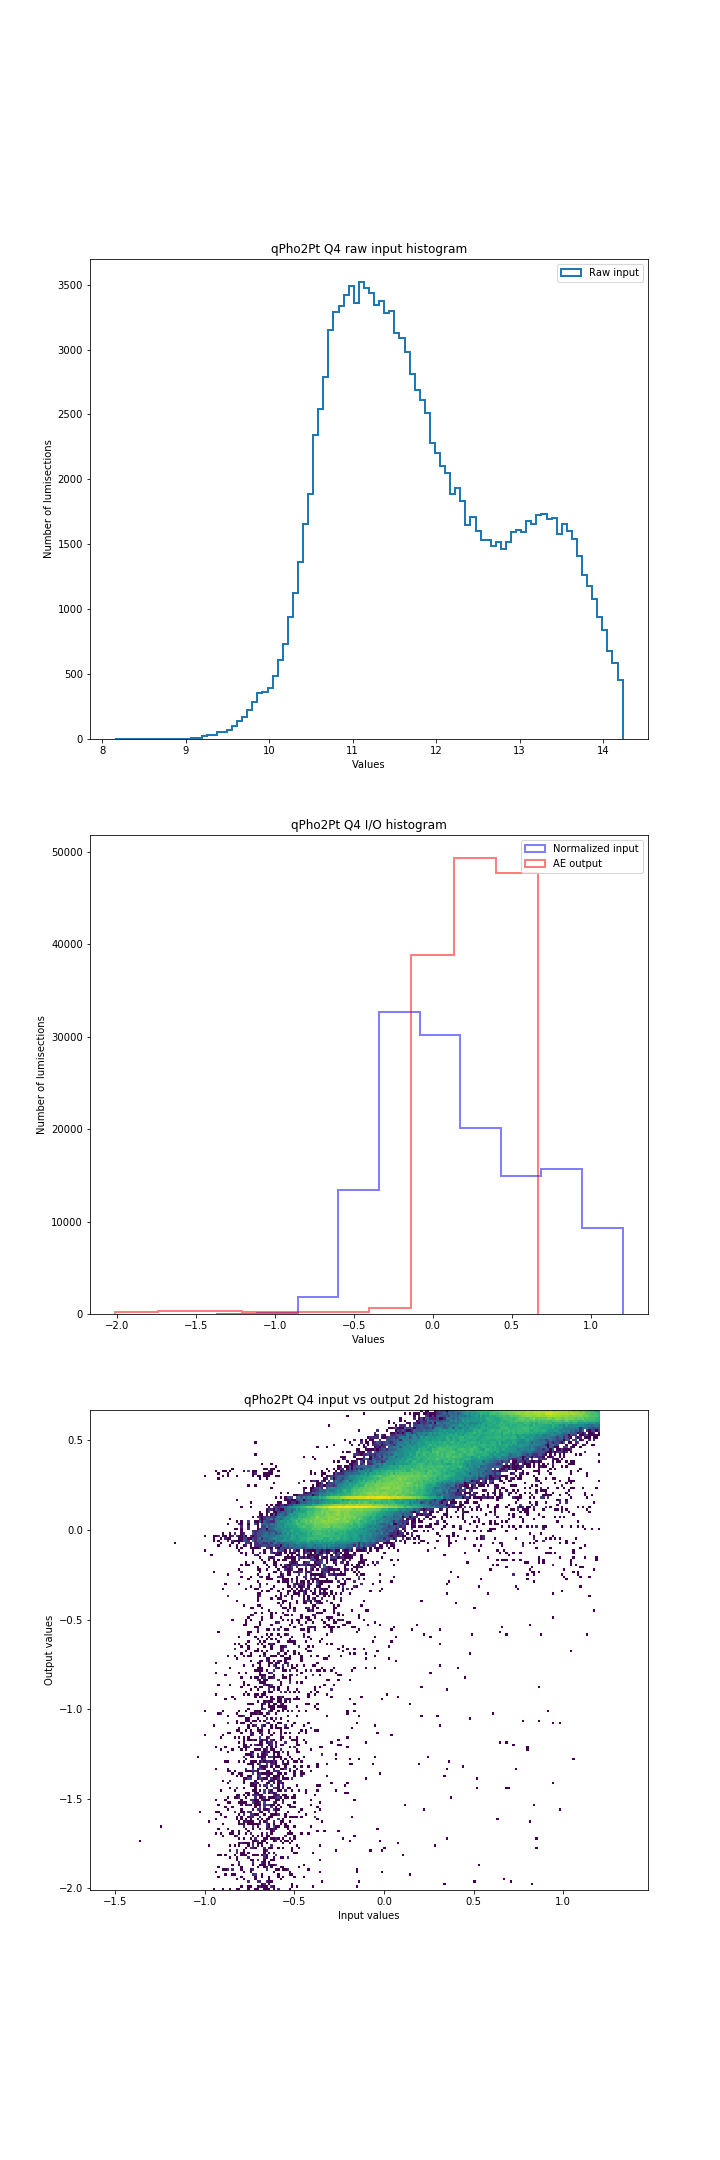 qPho2Pt Q4 raw input histogram
Raw input
3500
3000
2500
2000
1500
1000
500
0
Number of lumisections
8 9 10 11 12 13 14
Values
qPho2Pt Q4 I/O histogram
Normalized input
AE output
50000
40000
30000
20000
10000
0
Number of lumisections
−2.0 −1.5 −1.0 −0.5 0.0 0.5 1.0
Values
qPho2Pt Q4 input vs output 2d histogram
0.5
0.0
−0.5
−1.0
−1.5
−2.0
Output values
−1.5 −1.0 −0.5 0.0 0.5 1.0
Input values